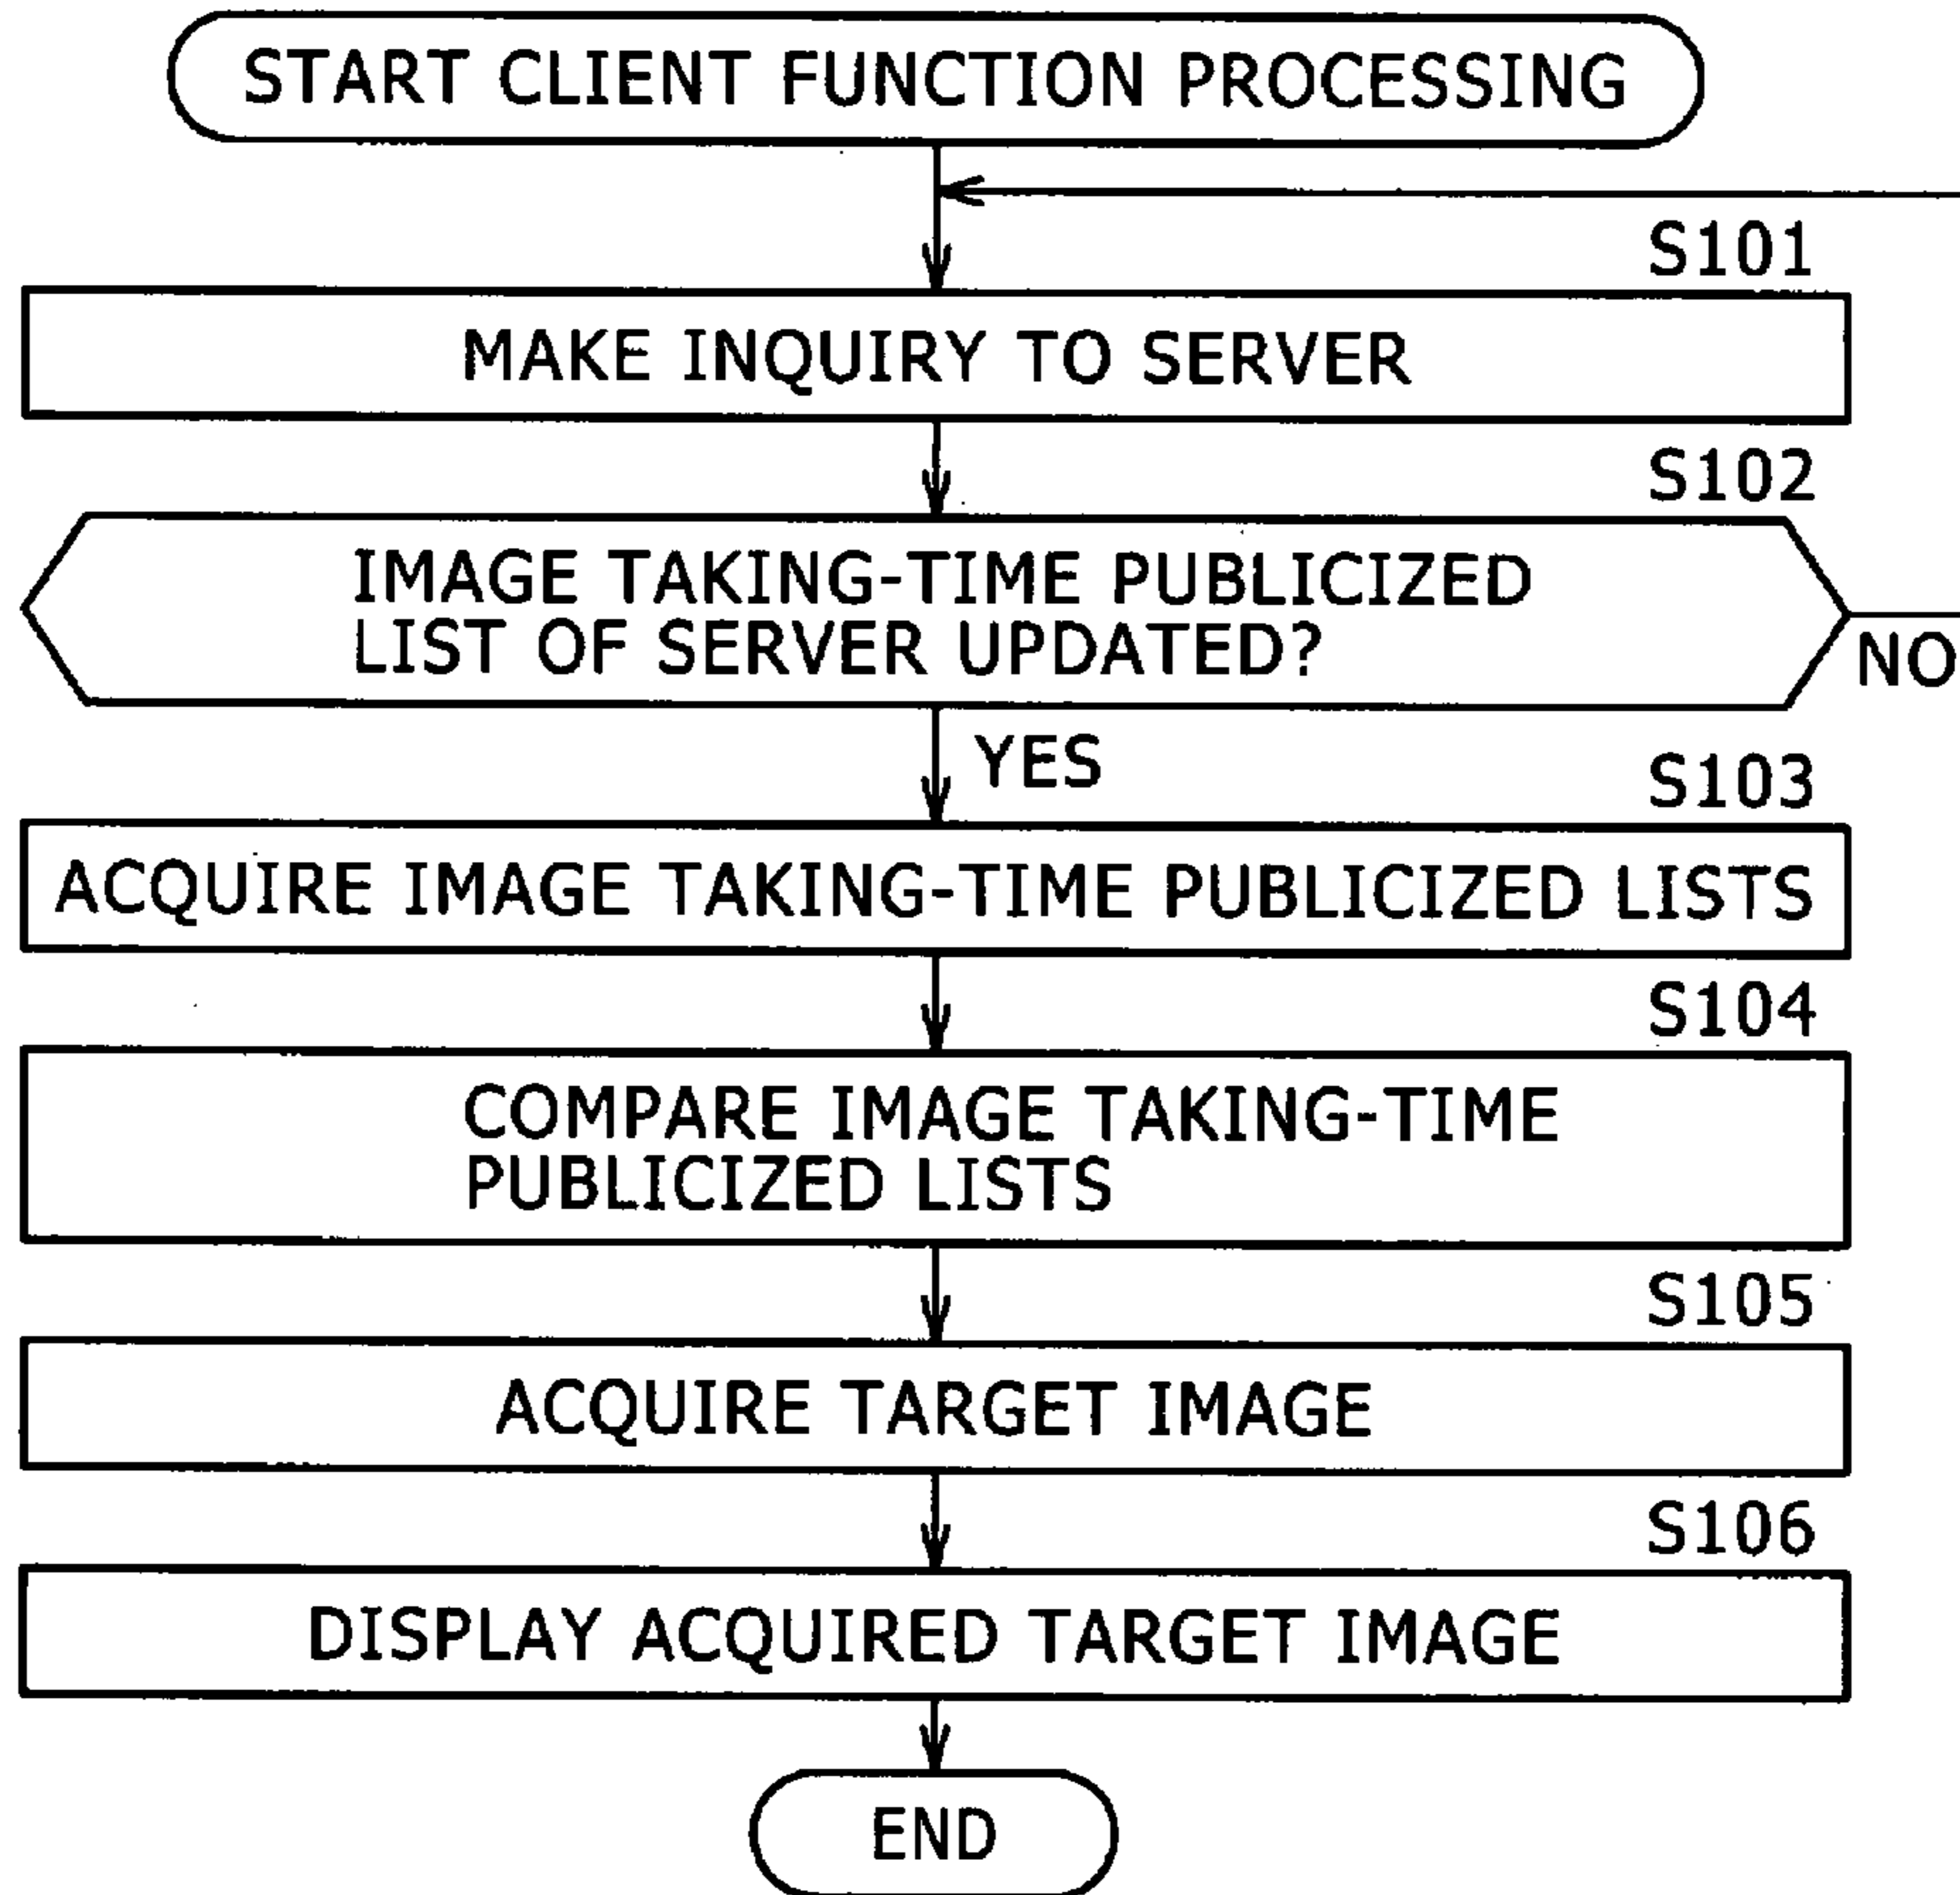 START CLIENT FUNCTION PROCESSING
S101
MAKE INQUIRY TO SERVER
S102
IMAGE TAKING-TIME PUBLICIZED
LIST OF SERVER UPDATED?
NO
YES
S103
ACQUIRE IMAGE TAKING-TIME PUBLICIZED LISTS
S104
COMPARE IMAGE TAKING-TIME
PUBLICIZED LISTS
S105
ACQUIRE TARGET IMAGE
S106
DISPLAY ACQUIRED TARGET IMAGE
END